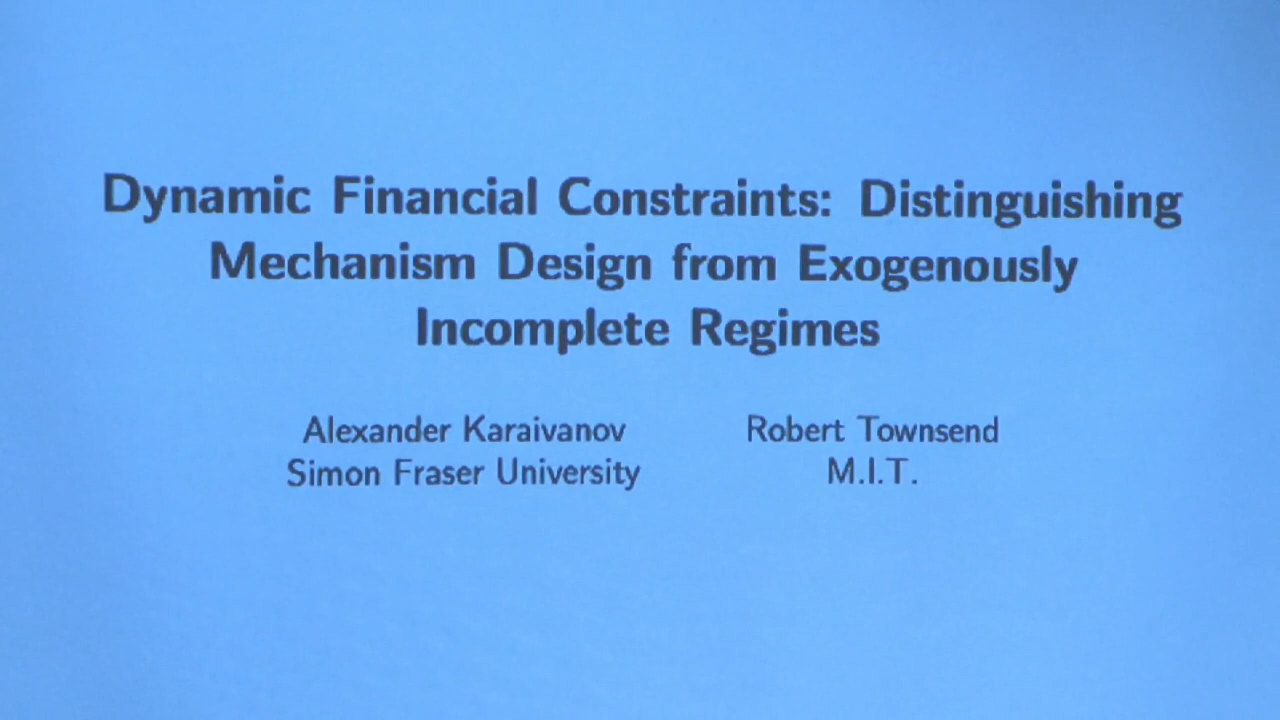 Dynamic Financial Constraints: Distinguishing
Mechanism Design from Exogenously
Incomplete Regimes
Alexander Karaivanov Robert Townsend
Simon Fraser University M.I.T.